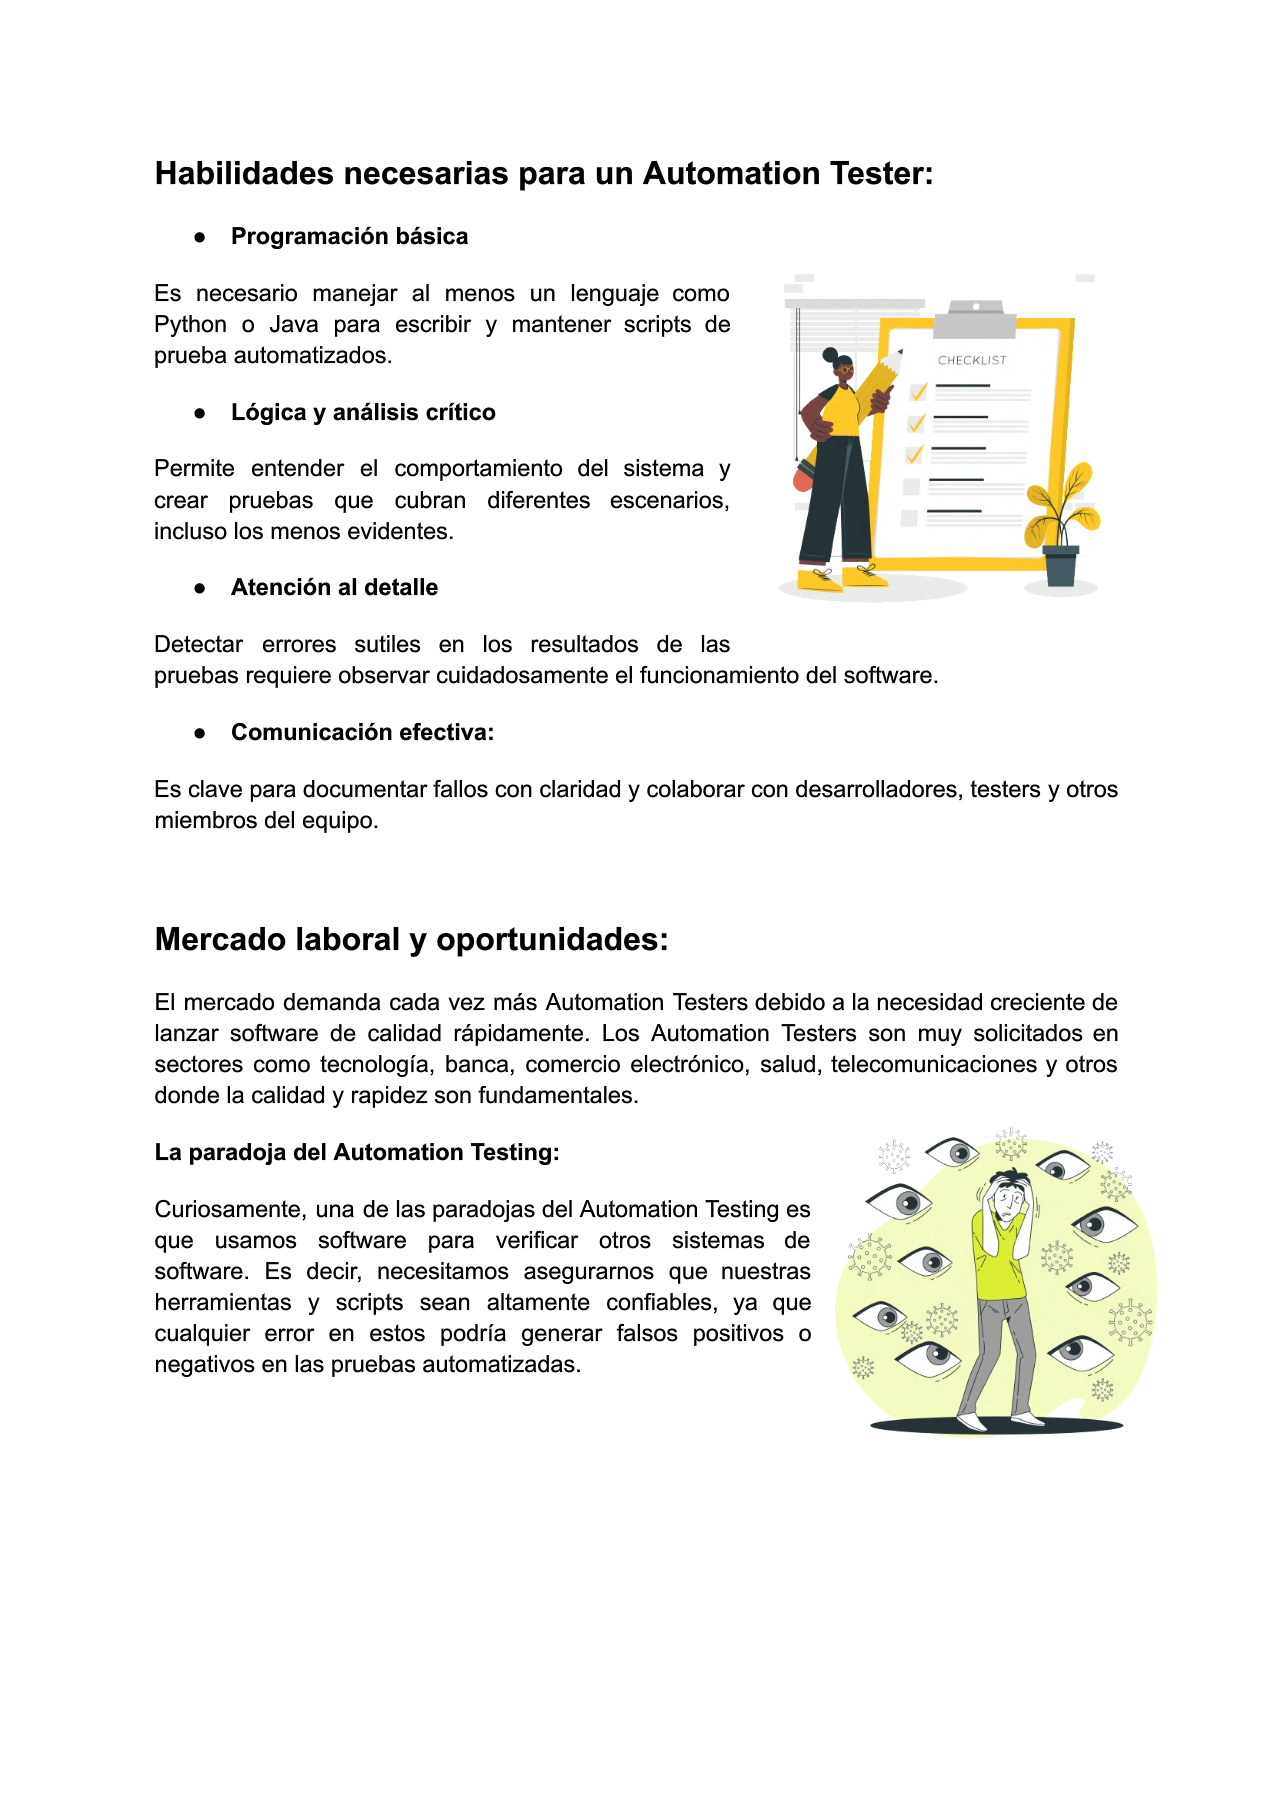 Habilidades necesarias para un Automation Tester:
● Programación básica
Es necesario manejar al menos un lenguaje como
Python o Java para escribir y mantener scripts de
prueba automatizados.
● Lógica y análisis crítico
Permite entender el comportamiento del sistema y
crear pruebas que cubran diferentes escenarios,
incluso los menos evidentes.
● Atención al detalle
Detectar errores sutiles en los resultados de las
pruebas requiere observar cuidadosamente el funcionamiento del software.
CHECKLIST
● Comunicación efectiva:
Es clave para documentar fallos con claridad y colaborar con desarrolladores, testers y otros
miembros del equipo.
Mercado laboral y oportunidades:
El mercado demanda cada vez más Automation Testers debido a la necesidad creciente de
lanzar software de calidad rápidamente. Los Automation Testers son muy solicitados en
sectores como tecnología, banca, comercio electrónico, salud, telecomunicaciones y otros
donde la calidad y rapidez son fundamentales.
La paradoja del Automation Testing:
Curiosamente, una de las paradojas del Automation Testing es
que usamos software para verificar otros sistemas de
software. Es decir, necesitamos asegurarnos que nuestras
herramientas y scripts sean altamente confiables, ya que
cualquier error en estos podría generar falsos positivos o
negativos en las pruebas automatizadas.